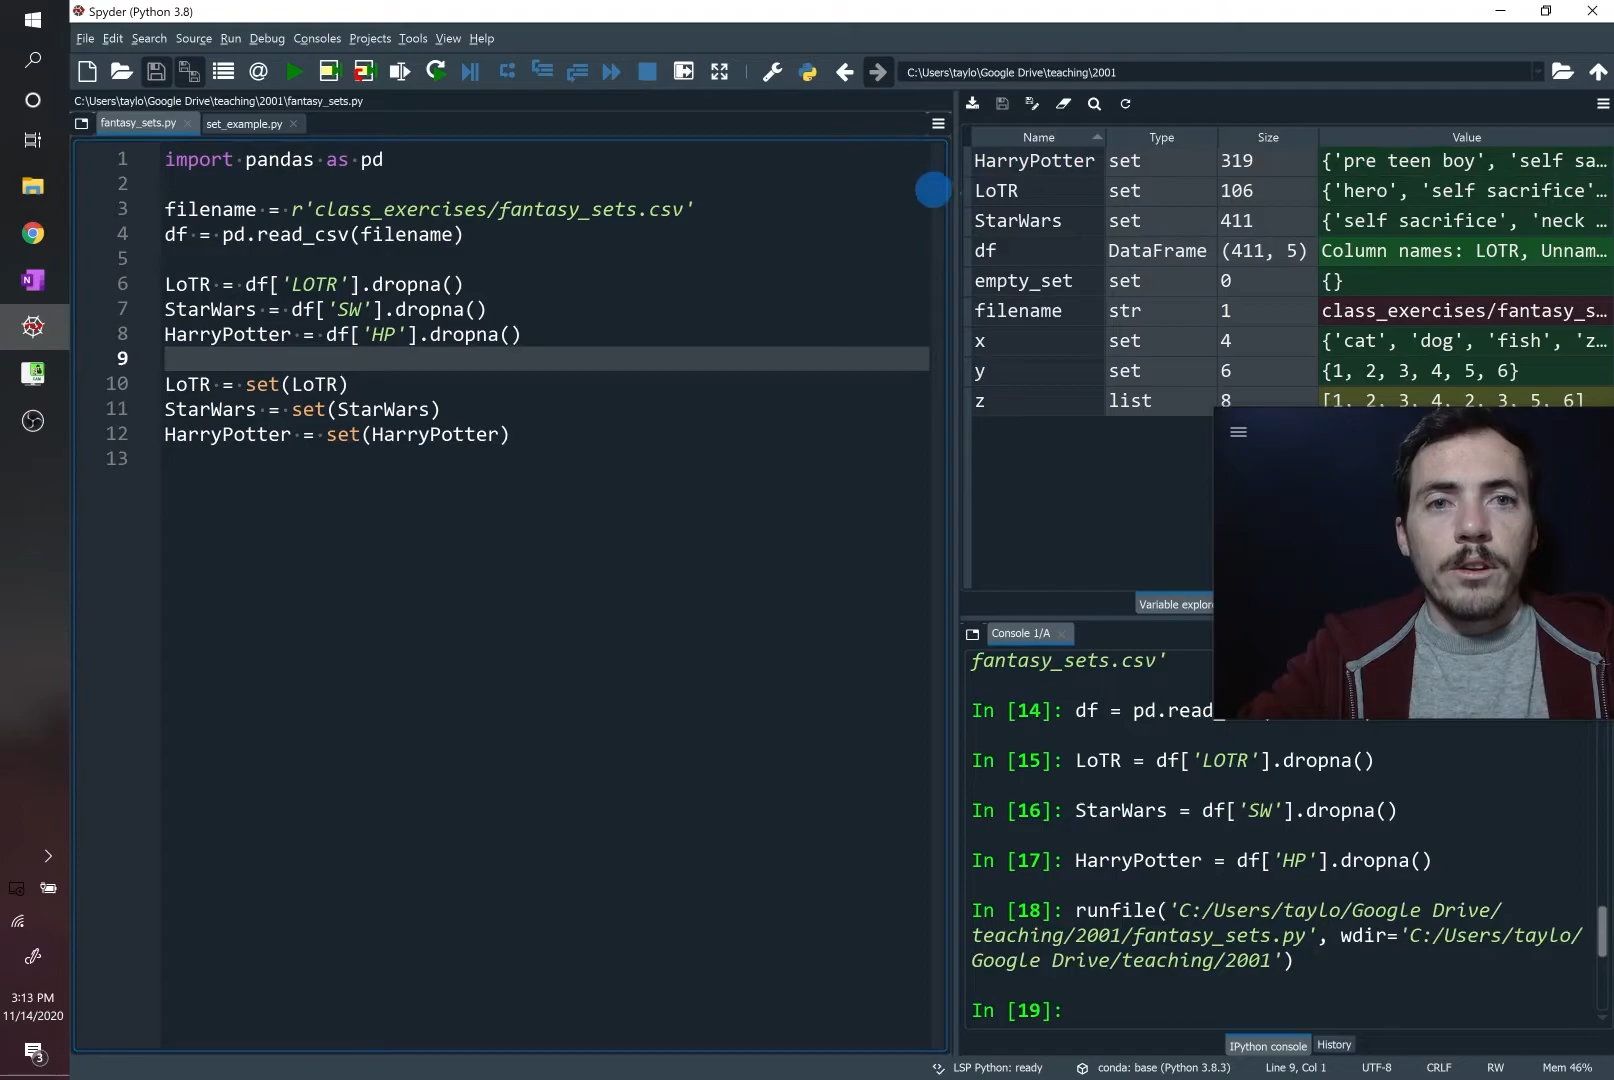 Spyder (Python 3.8)
File Edit Search Source Run Debug Consoles Projects Tools View Help
C:\Users\taylo\Google Drive\teaching\2001
C:\Users\taylo\Google Drive\teaching\2001\fantasy_sets.py
fantasy_sets.py set_example.py
1 import pandas as pd
2
3 filename = r'class_exercises/fantasy_sets.csv'
4 df = pd.read_csv(filename)
5
6 LoTR = df['LOTR'].dropna()
7 StarWars = df['SW'].dropna()
8 HarryPotter = df['HP'].dropna()
9
10 LoTR = set(LoTR)
11 StarWars = set(StarWars)
12 HarryPotter = set(HarryPotter)
13
Name Type Size Value
HarryPotter set 319 {'pre teen boy', 'self sa…
LoTR set 106 {'hero', 'self sacrifice'…
StarWars set 411 {'self sacrifice', 'neck …
df DataFrame (411, 5) Column names: LOTR, Unnam…
empty_set set 0 {}
filename str 1 class_exercises/fantasy_s…
x set 4 {'cat', 'dog', 'fish', 'z…
y set 6 {1, 2, 3, 4, 5, 6}
z list 8 [1, 2, 3, 4, 2, 3, 5, 6]
Variable explor
Console 1/A
fantasy_sets.csv'
In [14]: df = pd.read_
In [15]: LoTR = df['LOTR'].dropna()
In [16]: StarWars = df['SW'].dropna()
In [17]: HarryPotter = df['HP'].dropna()
In [18]: runfile('C:/Users/taylo/Google Drive/
teaching/2001/fantasy_sets.py', wdir='C:/Users/taylo/
Google Drive/teaching/2001')
In [19]:
IPython console History
LSP Python: ready conda: base (Python 3.8.3) Line 9, Col 1 UTF-8 CRLF RW Mem 46%
3:13 PM
11/14/2020
3